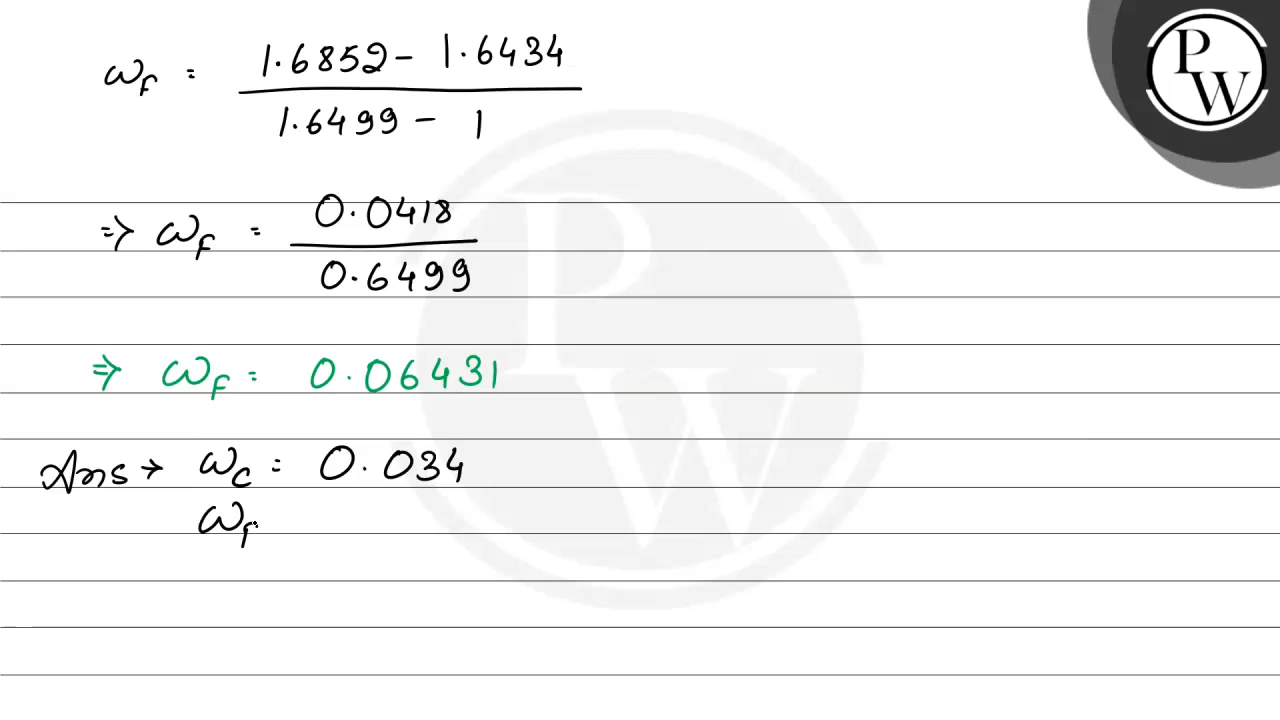 ω_f = (1.6852 - 1.6434) / (1.6499 - 1)
PW
⇒ ω_f = 0.0418 / 0.6499
⇒ ω_f = 0.06431
Ans → ω_c = 0.034
ω_f